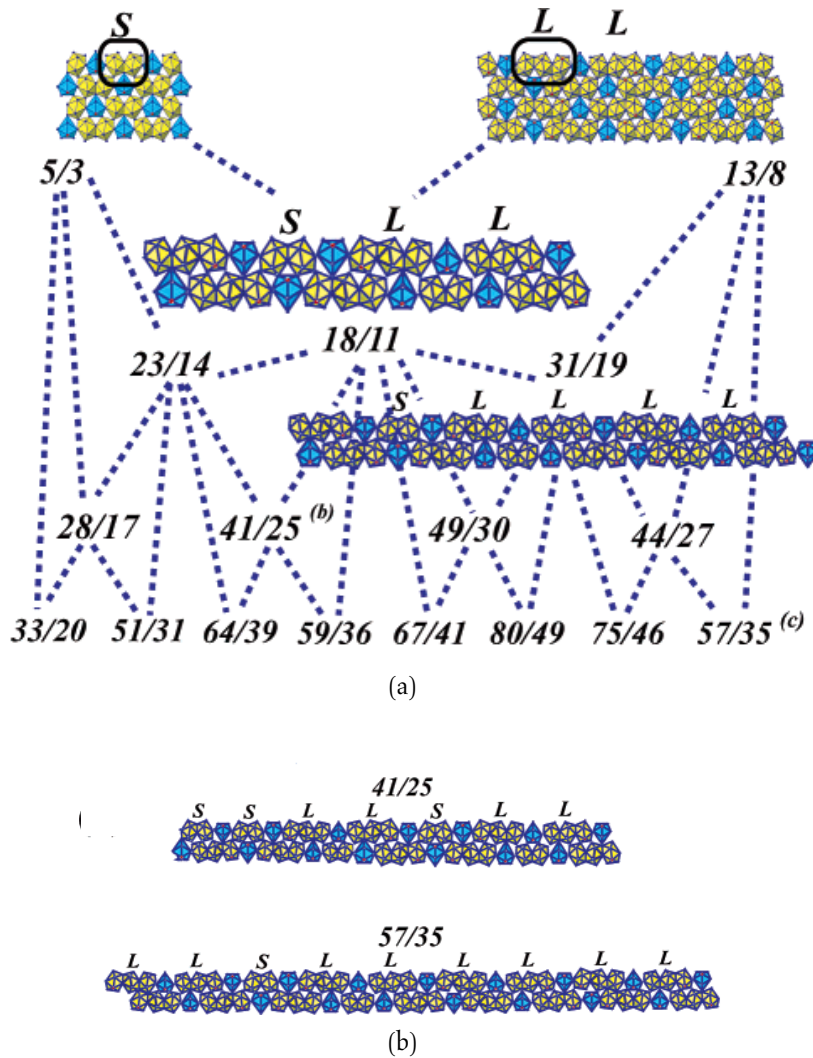 S L L
5/3 13/8
S L L
18/11
23/14 31/19
S L L L L
28/17 41/25 (b) 49/30 44/27
33/20 51/31 64/39 59/36 67/41 80/49 75/46 57/35 (c)
(a)
41/25
S S L L S L L
57/35
L L S L L L L L L
(b)